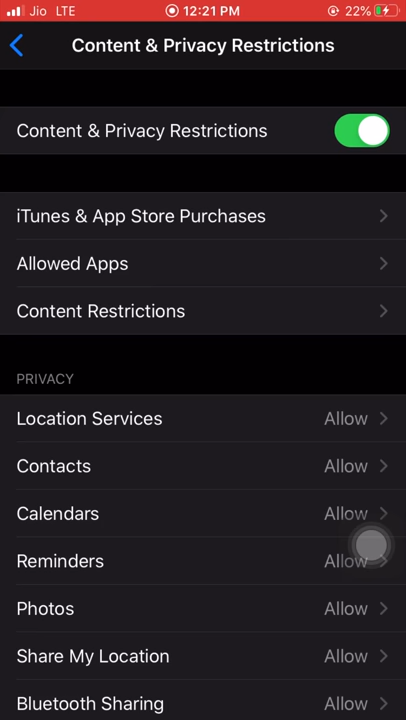 Jio LTE 12:21 PM 22%
Content & Privacy Restrictions
Content & Privacy Restrictions
iTunes & App Store Purchases
Allowed Apps
Content Restrictions
PRIVACY
Location Services Allow
Contacts Allow
Calendars Allow
Reminders Allow
Photos Allow
Share My Location Allow
Bluetooth Sharing Allow